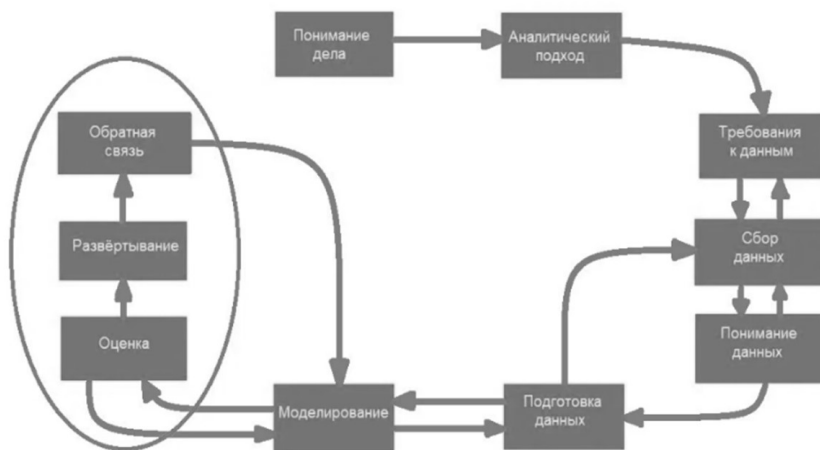 Понимание
дела
Аналитический
подход
Обратная
связь
Требования
к данным
Развёртывание
Сбор
данных
Оценка
Понимание
данных
Моделирование
Подготовка
данных